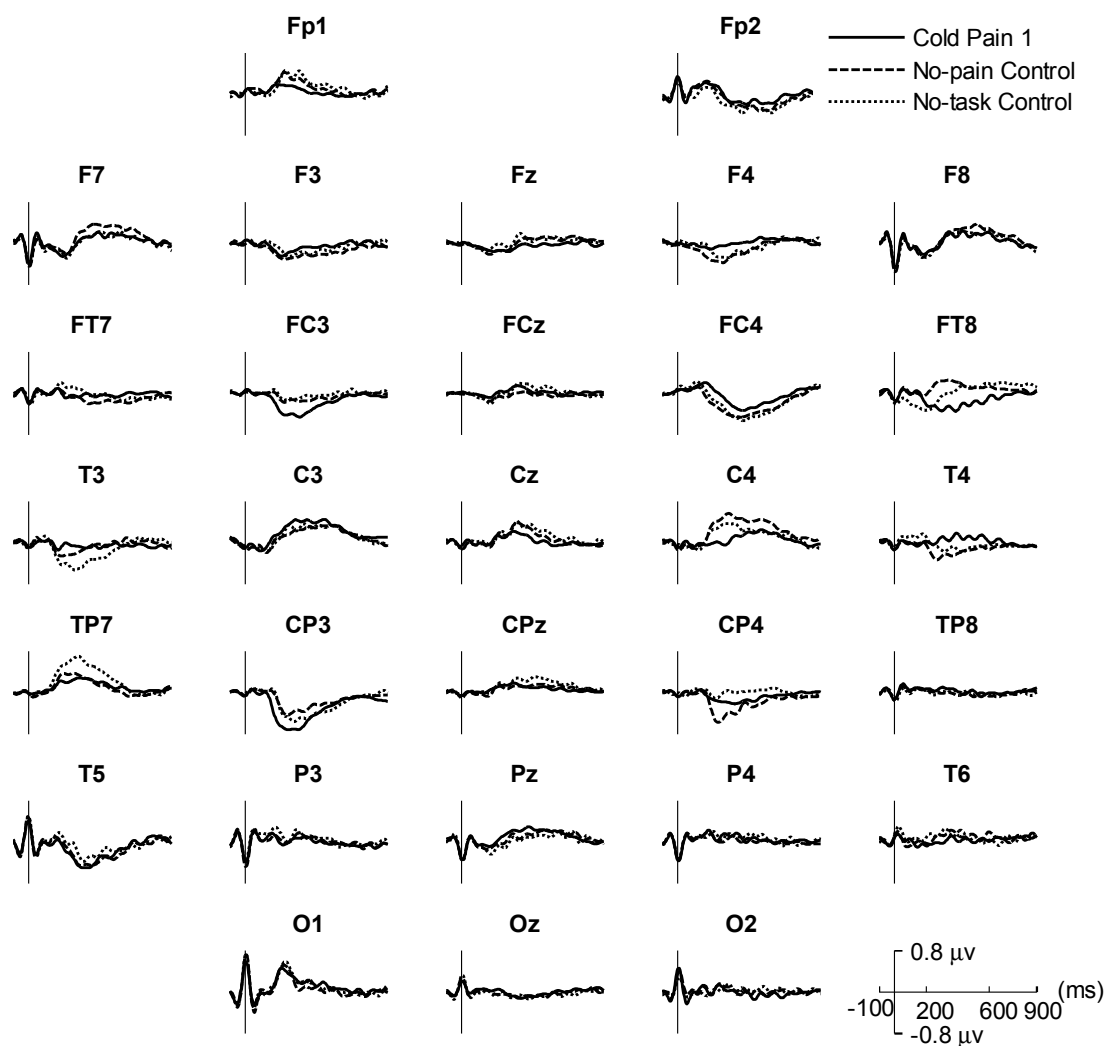 Fp1 Fp2
Cold Pain 1
No-pain Control
No-task Control
F7 F3 Fz F4 F8
FT7 FC3 FCz FC4 FT8
T3 C3 Cz C4 T4
TP7 CP3 CPz CP4 TP8
T5 P3 Pz P4 T6
O1 Oz O2
0.8 μv
-100 200 600 900 (ms)
-0.8 μv